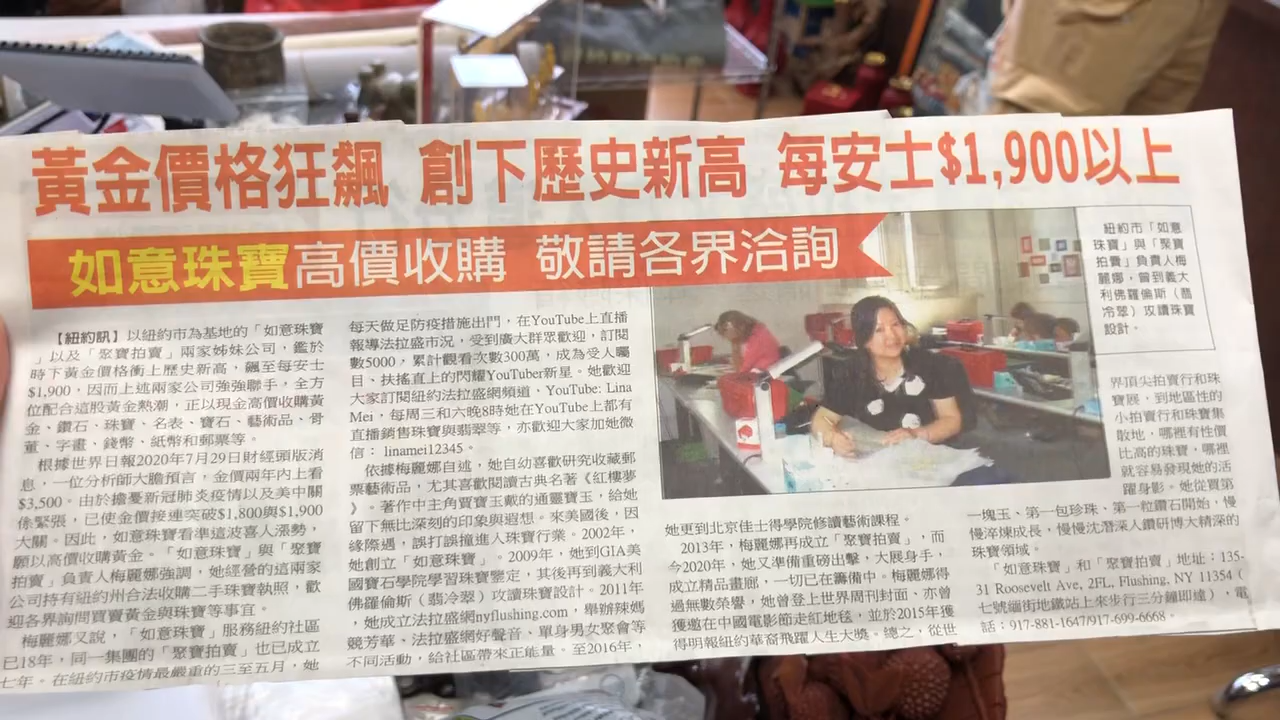 黃金價格狂飆 創下歷史新高 每安士$1,900以上
如意珠寶高價收購 敬請各界洽詢
【紐約訊】以紐約市為基地的「如意珠寶
」以及「聚寶拍賣」兩家姊妹公司，鑑於
時下黃金價格衝上歷史新高，飆至每安士
$1,900，因而上述兩家公司強強聯手，全方
位配合這股黃金熱潮，正以現金高價收購黃
金、鑽石、珠寶、名表、寶石、藝術品、骨
董、字畫、錢幣、紙幣和郵票等。
根據世界日報2020年7月29日財經頭版消
息，一位分析師大膽預言，金價兩年內上看
$3,500。由於擔憂新冠肺炎疫情以及美中關
係緊張，已使金價接連突破$1,800與$1,900
大關。因此，如意珠寶看準這波喜人漲勢，
願以高價收購黃金。「如意珠寶」與「聚寶
拍賣」負責人梅麗娜強調，她經營的這兩家
公司持有紐約州合法收購二手珠寶執照，歡
迎各界詢問買賣黃金與珠寶等事宜。
梅麗娜又說，「如意珠寶」服務紐約社區
已18年，同一集團的「聚寶拍賣」也已成立
七年。在紐約市疫情最嚴重的三至五月，她
每天做足防疫措施出門，在YouTube上直播
報導法拉盛市況，受到廣大群眾歡迎，訂閱
數5000，累計觀看次數300萬，成為受人矚
目、扶搖直上的閃耀YouTuber新星。她歡迎
大家訂閱紐約法拉盛網頻道、YouTube: Lina
Mei，每周三和六晚8時她在YouTube上都有
直播銷售珠寶與翡翠等，亦歡迎大家加她微
信： linamei12345。
依據梅麗娜自述，她自幼喜歡研究收藏郵
票藝術品，尤其喜歡閱讀古典名著《紅樓夢
》。著作中主角賈寶玉戴的通靈寶玉，給她
留下無比深刻的印象與遐想。來美國後，因
緣際遇，誤打誤撞進入珠寶行業。2002年，
她創立「如意珠寶」。2009年，她到GIA美
國寶石學院學習珠寶鑒定，其後再到義大利
佛羅倫斯（翡冷翠）攻讀珠寶設計。2011年
，她成立法拉盛網nyflushing.com，舉辦辣媽
競芳華、法拉盛網好聲音、單身男女聚會等
不同活動，給社區帶來正能量。至2016年，
紐約市「如意
珠寶」與「聚寶
拍賣」負責人梅
麗娜，曾到義大
利佛羅倫斯（翡
冷翠）攻讀珠寶
設計。
她更到北京佳士得學院修讀藝術課程。
2013年，梅麗娜再成立「聚寶拍賣」，而
今2020年，她又準備重磅出擊，大展身手，
成立精品畫廊，一切已在籌備中。梅麗娜得
過無數榮譽，她曾登上世界周刊封面、亦曾
獲邀在中國電影節走紅地毯，並於2015年獲
得明報紐約華裔飛躍人生大獎。總之，從世
界頂尖拍賣行和珠
寶展，到地區性的
小拍賣行和珠寶集
散地，哪裡有性價
比高的珠寶，哪裡
就容易發現她的活
躍身影。她從買第
一塊玉、第一包珍珠、第一粒鑽石開始，慢
慢淬煉成長，慢慢沈潛深入鑽研博大精深的
珠寶領域。
「如意珠寶」和「聚寶拍賣」地址：135-
31 Roosevelt Ave, 2FL, Flushing, NY 11354（
七號緬街地鐵站上來步行三分鐘即達），電
話：917-881-1647/917-699-6668.